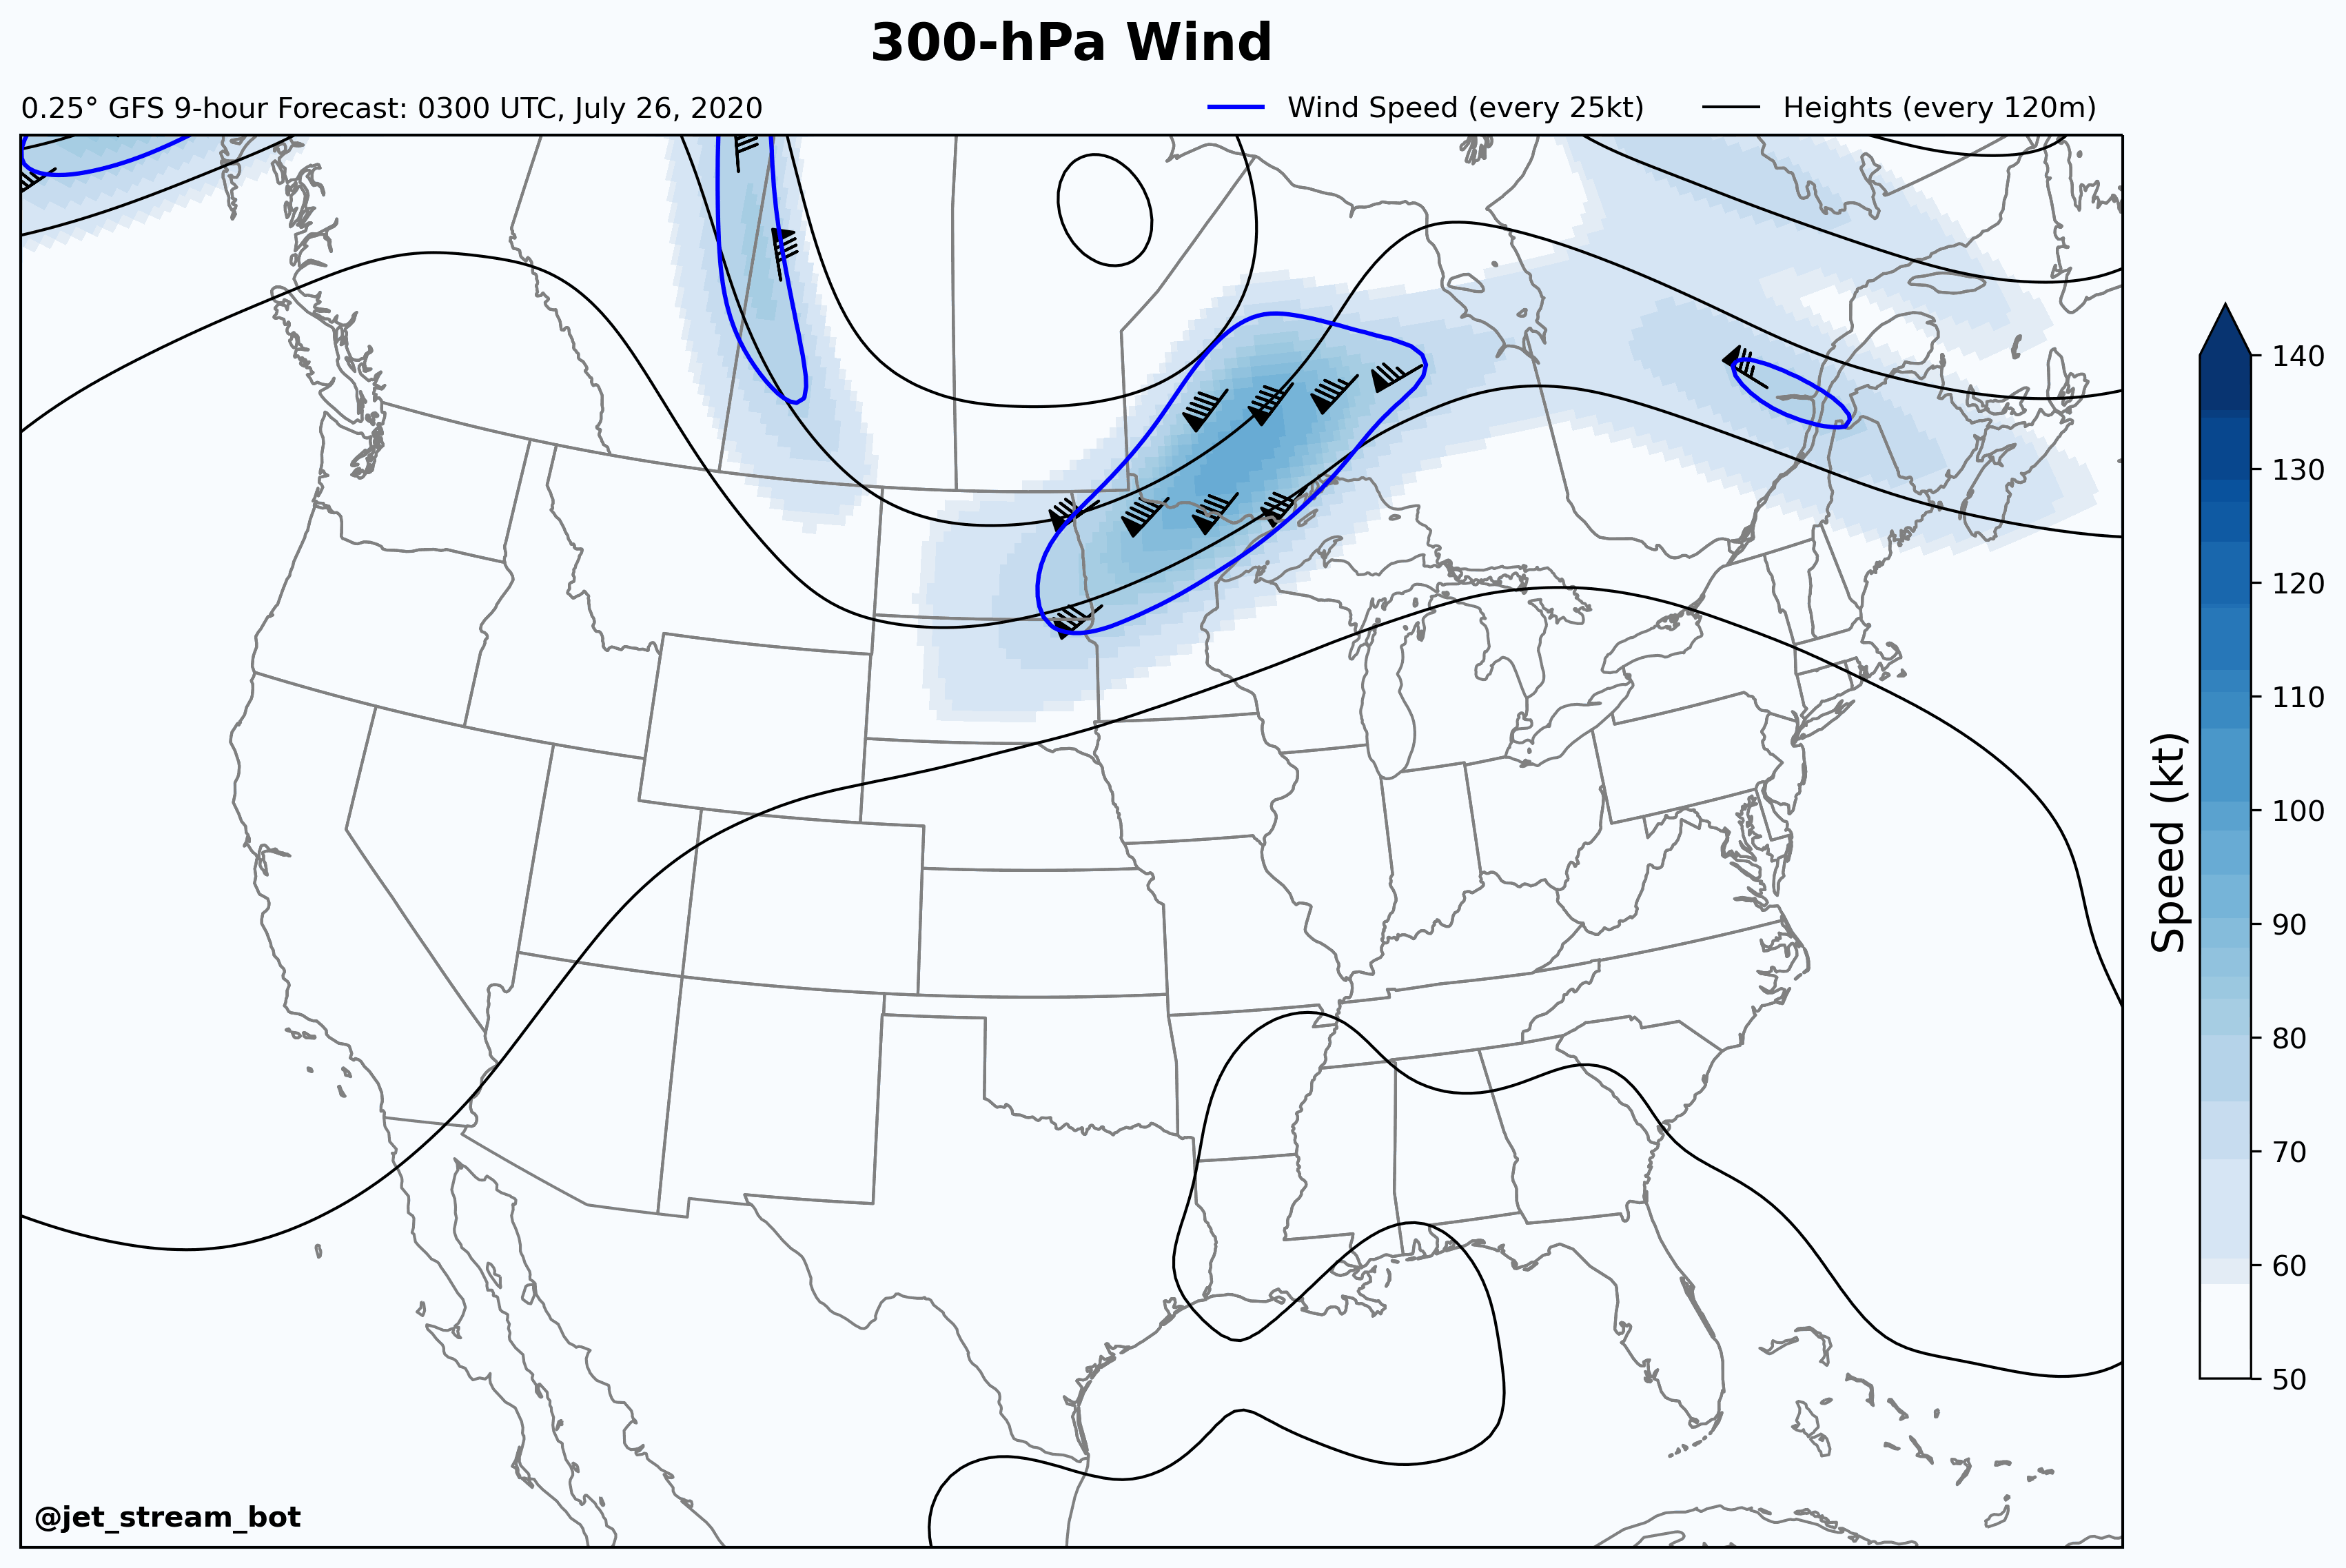 300-hPa Wind
0.25° GFS 9-hour Forecast: 0300 UTC, July 26, 2020
Wind Speed (every 25kt)
Heights (every 120m)
140
130
120
110
100
90
80
70
60
50
Speed (kt)
@jet_stream_bot